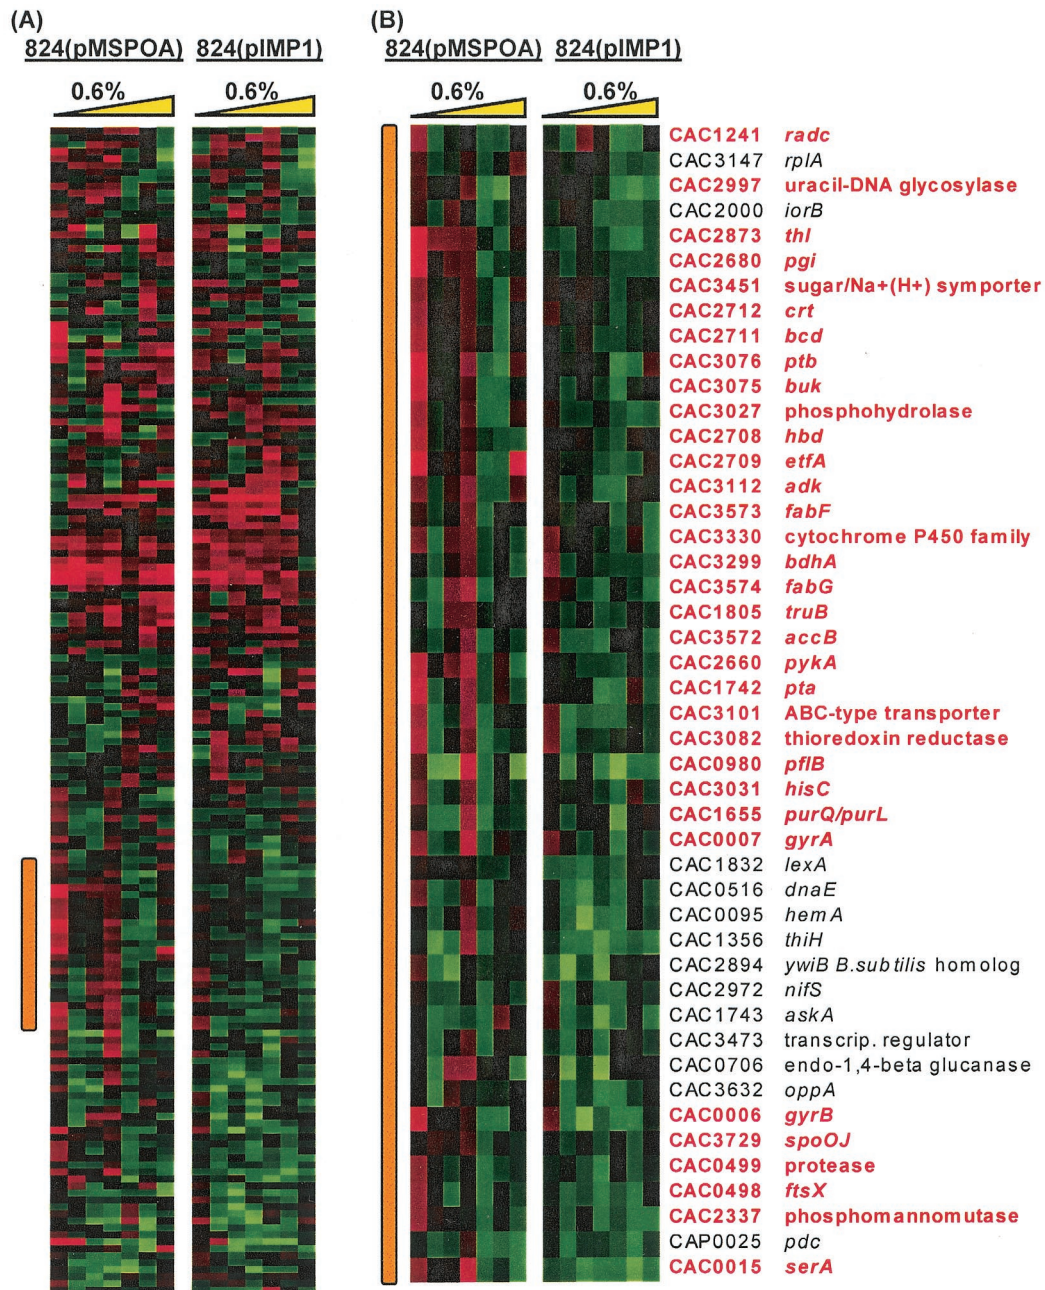 (A)
(B)
824(pMSPOA) 824(pIMP1)
824(pMSPOA) 824(pIMP1)
0.6% 0.6%
0.6% 0.6%
CAC1241 radc
CAC3147 rplA
CAC2997 uracil-DNA glycosylase
CAC2000 iorB
CAC2873 thl
CAC2680 pgi
CAC3451 sugar/Na+(H+) symporter
CAC2712 crt
CAC2711 bcd
CAC3076 ptb
CAC3075 buk
CAC3027 phosphohydrolase
CAC2708 hbd
CAC2709 etfA
CAC3112 adk
CAC3573 fabF
CAC3330 cytochrome P450 family
CAC3299 bdhA
CAC3574 fabG
CAC1805 truB
CAC3572 accB
CAC2660 pykA
CAC1742 pta
CAC3101 ABC-type transporter
CAC3082 thioredoxin reductase
CAC0980 pflB
CAC3031 hisC
CAC1655 purQ/purL
CAC0007 gyrA
CAC1832 lexA
CAC0516 dnaE
CAC0095 hemA
CAC1356 thiH
CAC2894 ywiB B.subtilis homolog
CAC2972 nifS
CAC1743 askA
CAC3473 transcrip. regulator
CAC0706 endo-1,4-beta glucanase
CAC3632 oppA
CAC0006 gyrB
CAC3729 spoOJ
CAC0499 protease
CAC0498 ftsX
CAC2337 phosphomannomutase
CAP0025 pdc
CAC0015 serA